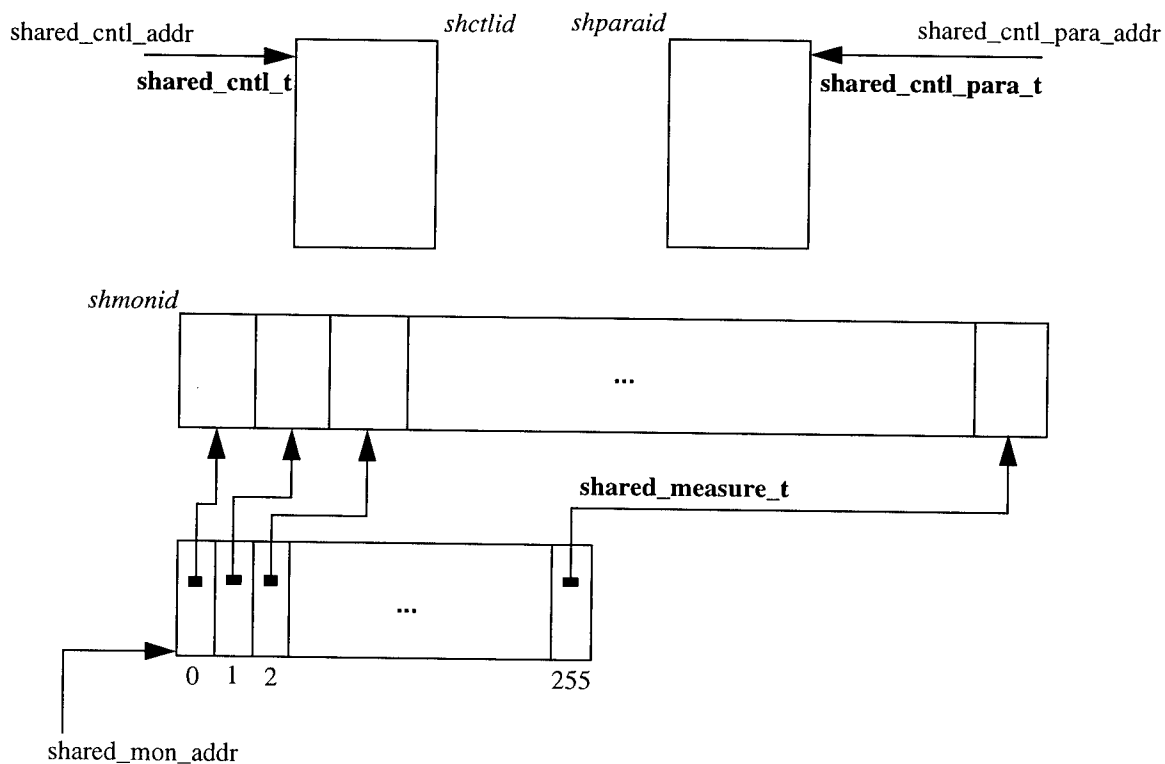 shctlid
shparaid
shared_cntl_addr
shared_cntl_para_addr
shared_cntl_t
shared_cntl_para_t
shmonid
...
shared_measure_t
...
0 1 2 255
shared_mon_addr